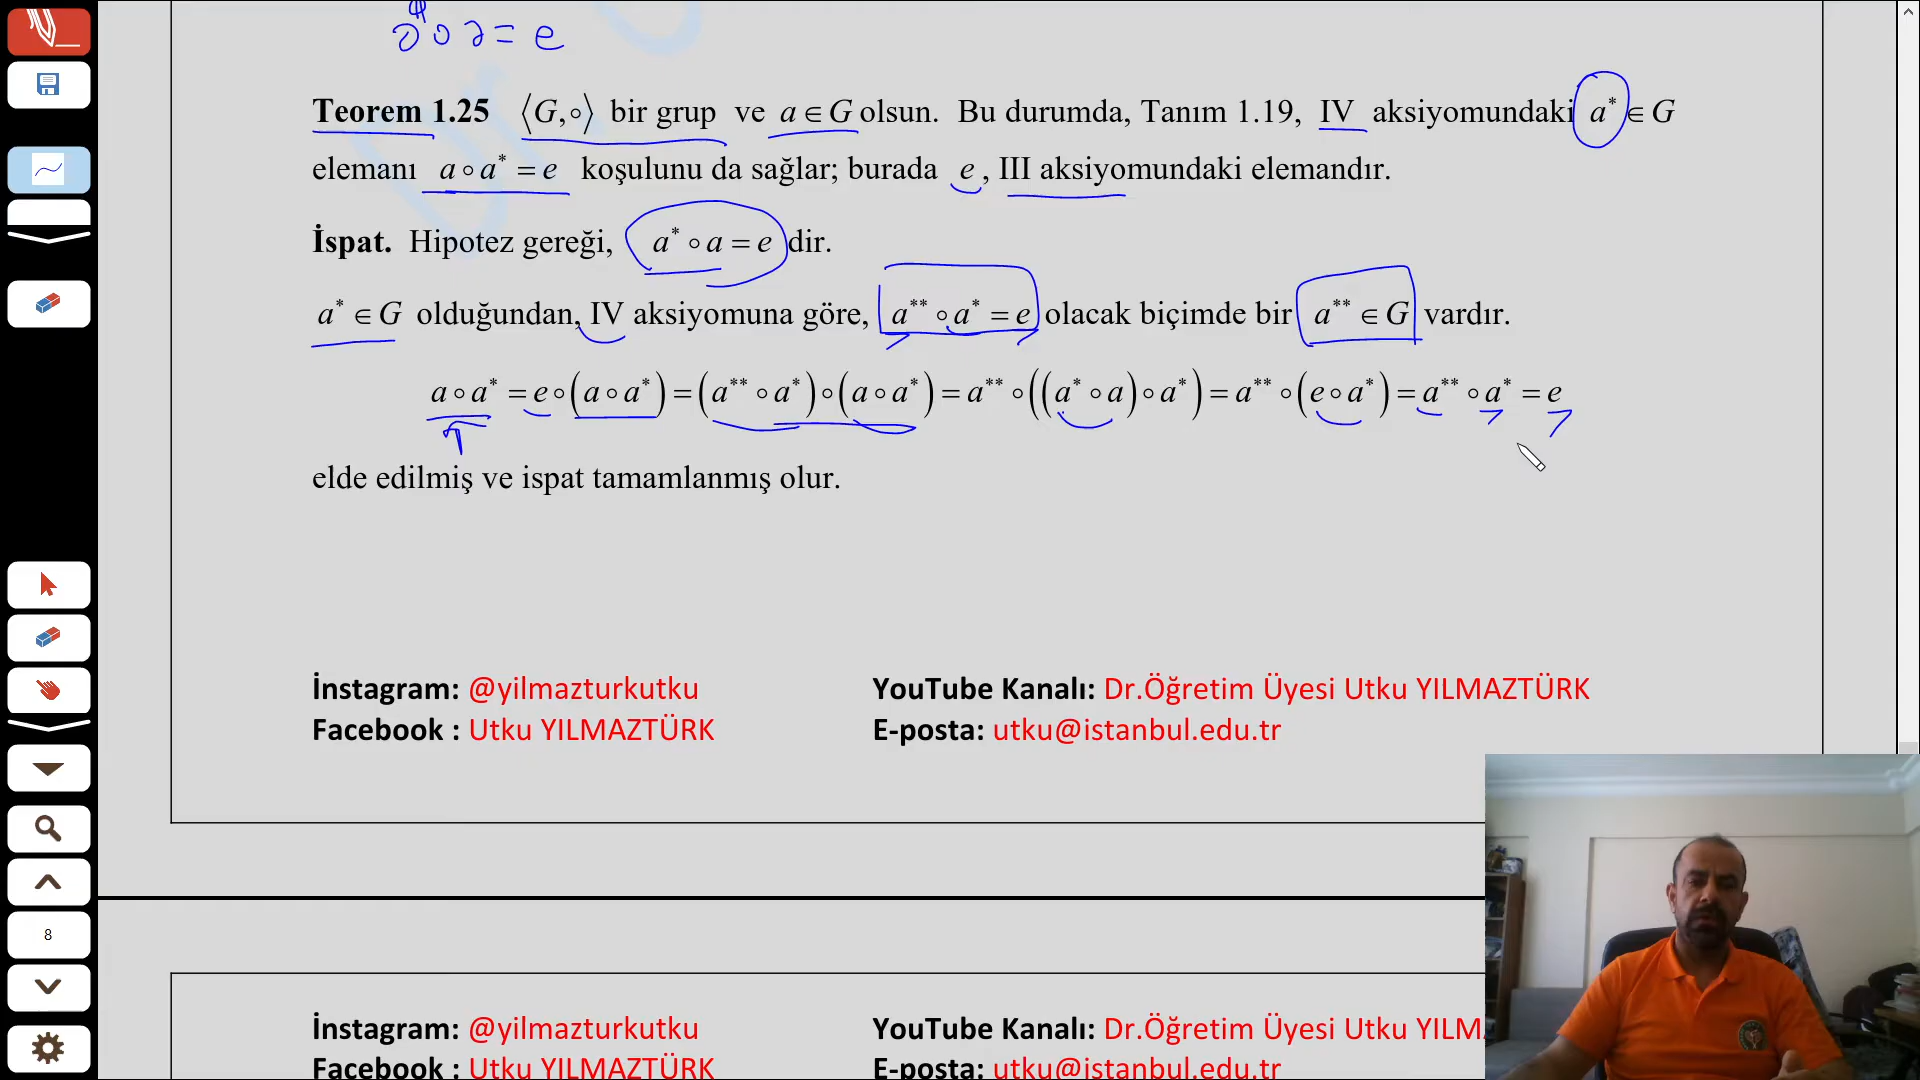 a* ∘ a = e
Teorem 1.25 ⟨G,∘⟩ bir grup ve a ∈ G olsun. Bu durumda, Tanım 1.19, IV aksiyomundaki a* ∈ G
elemanı a ∘ a* = e koşulunu da sağlar; burada e, III aksiyomundaki elemandır.
İspat. Hipotez gereği, a* ∘ a = e dir.
a* ∈ G olduğundan, IV aksiyomuna göre, a** ∘ a* = e olacak biçimde bir a** ∈ G vardır.
a ∘ a* = e ∘ (a ∘ a*) = (a** ∘ a*) ∘ (a ∘ a*) = a** ∘ ((a* ∘ a) ∘ a*) = a** ∘ (e ∘ a*) = a** ∘ a* = e
elde edilmiş ve ispat tamamlanmış olur.
İnstagram: @yilmazturkutku YouTube Kanalı: Dr.Öğretim Üyesi Utku YILMAZTÜRK
Facebook : Utku YILMAZTÜRK E-posta: utku@istanbul.edu.tr
8
İnstagram: @yilmazturkutku YouTube Kanalı: Dr.Öğretim Üyesi Utku YILM
Facebook : Utku YILMAZTÜRK E-posta: utku@istanbul.edu.tr